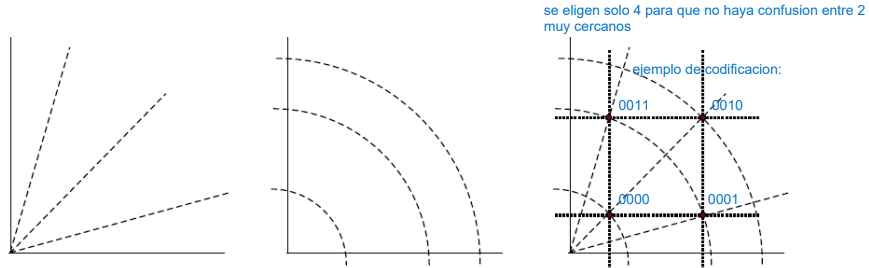 se eligen solo 4 para que no haya confusion entre 2
muy cercanos
ejemplo de codificacion:
0011 0010
0000 0001